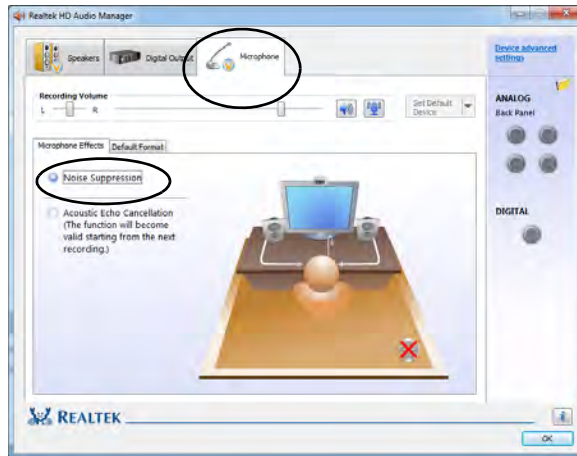 Realtek HD Audio Manager
Speakers
Digital Output
Microphone
Device advanced
settings
Recording Volume
L
R
Set Default
Device
ANALOG
Back Panel
Microphone Effects
Default Format
Noise Suppression
Acoustic Echo Cancellation
(The function will become
valid starting from the next
recording.)
DIGITAL
REALTEK
i
OK